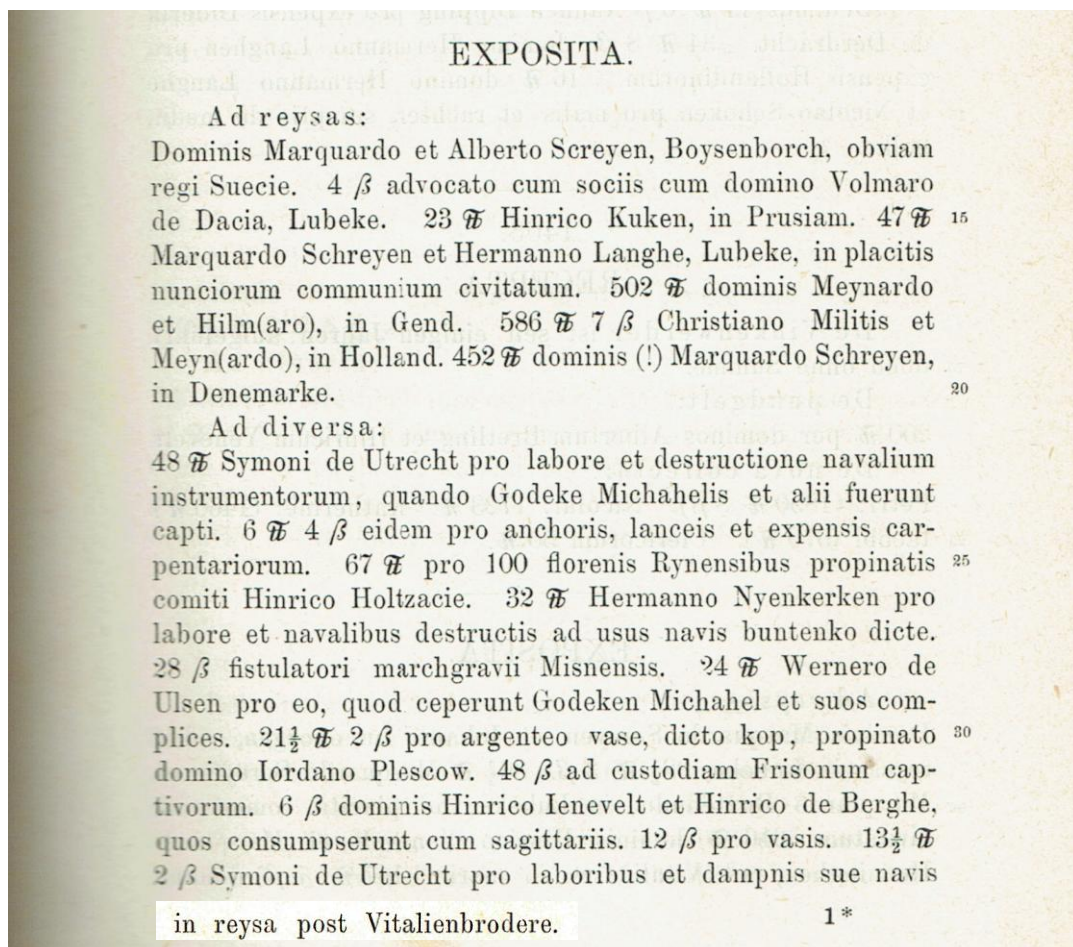 EXPOSITA.
Ad reysas:
Dominis Marquardo et Alberto Screyen, Boysenborch, obviam
regi Suecie. 4  β advocato cum sociis cum domino Volmaro
de Dacia, Lubeke. 23 ℔ Hinrico Kuken, in Prusiam. 47 ℔ 15
Marquardo Schreyen et Hermanno Langhe, Lubeke, in placitis
nunciorum communium civitatum. 502 ℔ dominis Meynardo
et Hilm(aro), in Gend. 586 ℔ 7 β Christiano Militis et
Meyn(ardo), in Holland. 452 ℔ dominis (!) Marquardo Schreyen,
in Denemarke. 20
Ad diversa:
48 ℔ Symoni de Utrecht pro labore et destructione navalium
instrumentorum, quando Godeke Michahelis et alii fuerunt
capti. 6 ℔ 4 β eidem pro anchoris, lanceis et expensis car-
pentariorum. 67 ℔ pro 100 florenis Rynensibus propinatis 25
comiti Hinrico Holtzacie. 32 ℔ Hermanno Nyenkerken pro
labore et navalibus destructis ad usus navis buntenko dicte.
28 β fistulatori marchgravii Misnensis. 24 ℔ Wernero de
Ulsen pro eo, quod ceperunt Godeken Michahel et suos com-
plices. 21½ ℔ 2 β pro argenteo vase, dicto kop, propinato 30
domino Iordano Plescow. 48 β ad custodiam Frisonum cap-
tivorum. 6 β dominis Hinrico Ienevelt et Hinrico de Berghe,
quos consumpserunt cum sagittariis. 12 β pro vasis. 13½ ℔
2 β Symoni de Utrecht pro laboribus et dampnis sue navis
in reysa post Vitalienbrodere. 1*